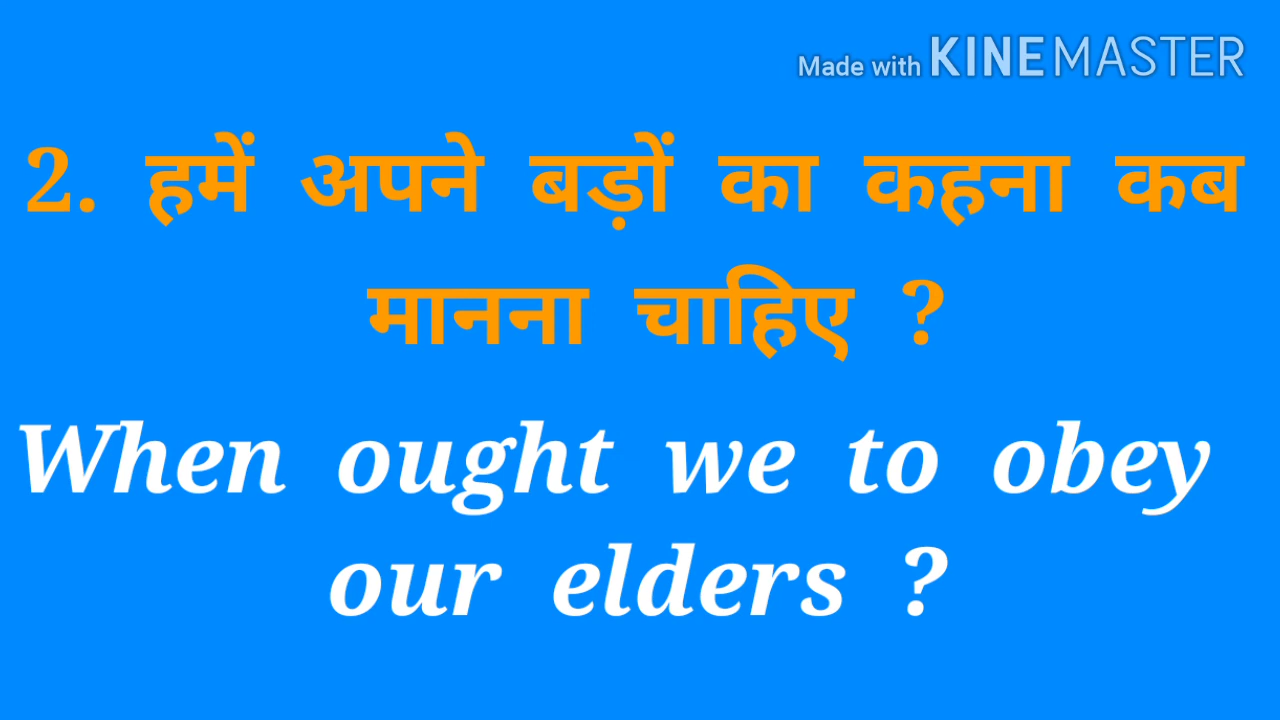 Made with KINEMASTER
2. हमें अपने बड़ों का कहना कब
मानना चाहिए ?
When ought we to obey
our elders ?